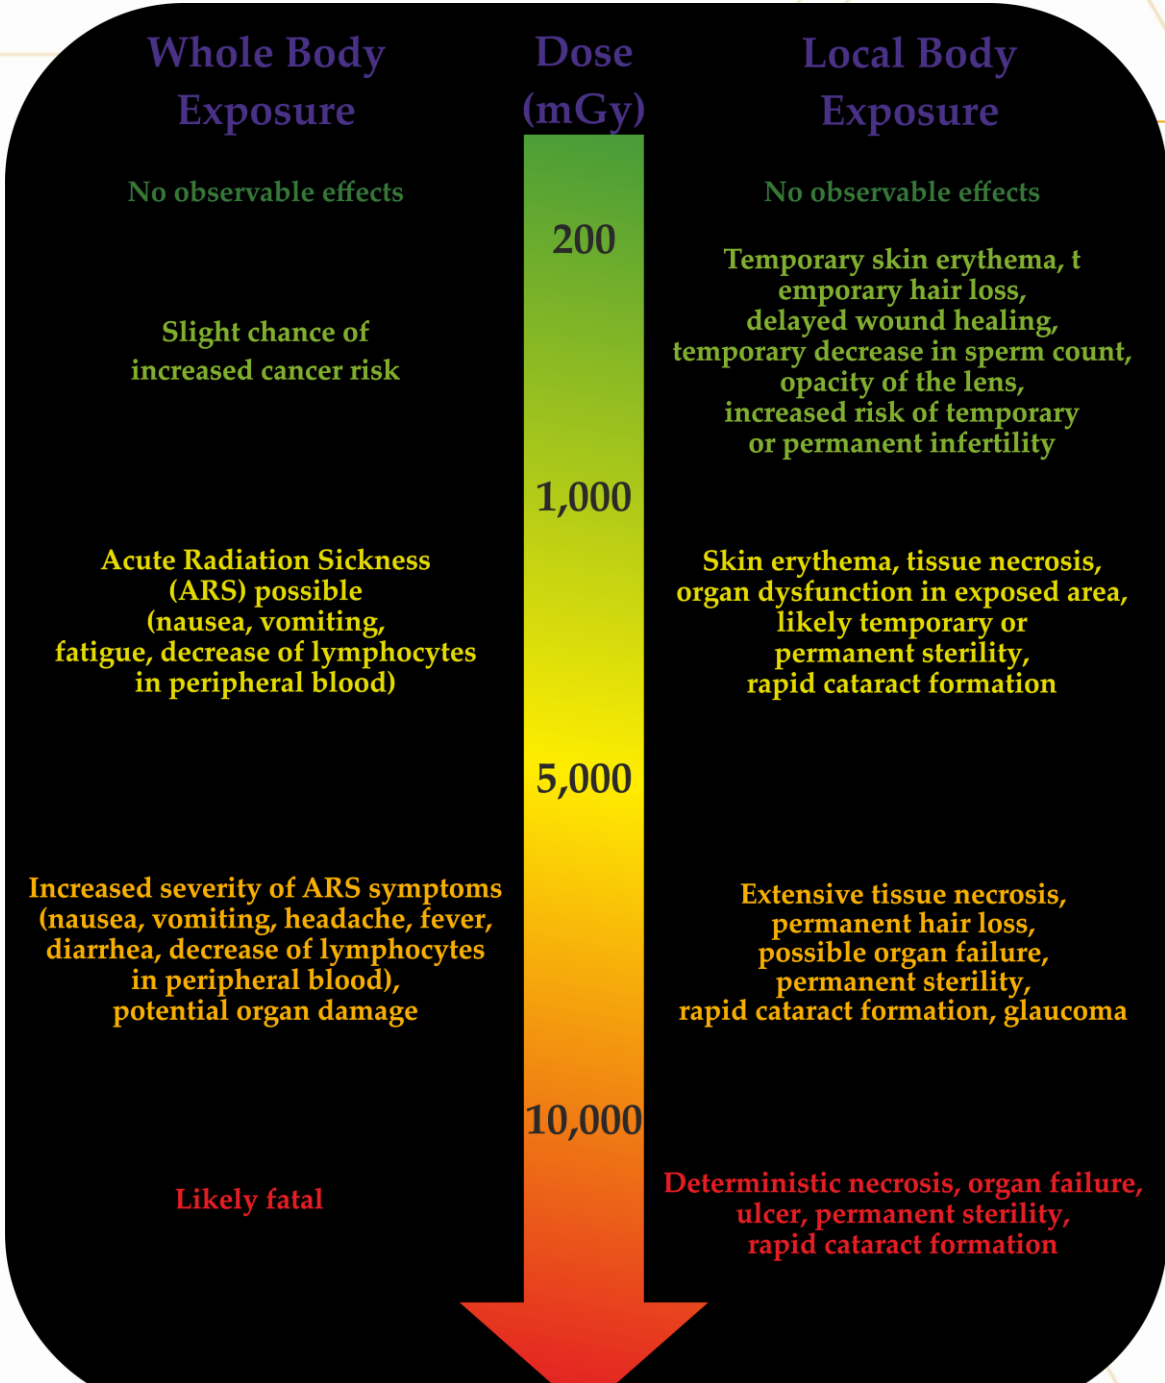 Whole Body
Exposure
Dose
(mGy)
Local Body
Exposure
No observable effects
No observable effects
200
Slight chance of
increased cancer risk
Temporary skin erythema, t
emporary hair loss,
delayed wound healing,
temporary decrease in sperm count,
opacity of the lens,
increased risk of temporary
or permanent infertility
1,000
Acute Radiation Sickness
(ARS) possible
(nausea, vomiting,
fatigue, decrease of lymphocytes
in peripheral blood)
Skin erythema, tissue necrosis,
organ dysfunction in exposed area,
likely temporary or
permanent sterility,
rapid cataract formation
5,000
Increased severity of ARS symptoms
(nausea, vomiting, headache, fever,
diarrhea, decrease of lymphocytes
in peripheral blood),
potential organ damage
Extensive tissue necrosis,
permanent hair loss,
possible organ failure,
permanent sterility,
rapid cataract formation, glaucoma
10,000
Likely fatal
Deterministic necrosis, organ failure,
ulcer, permanent sterility,
rapid cataract formation